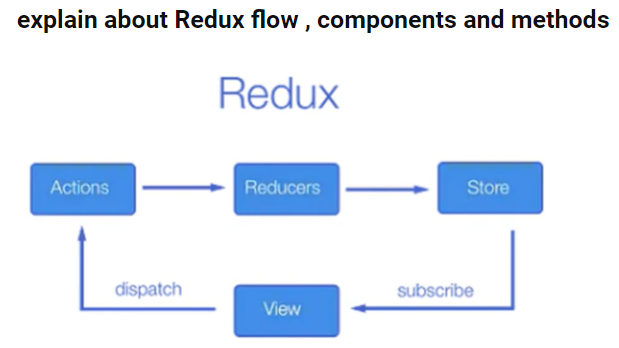 explain about Redux flow , components and methods
Redux
Actions
Reducers
Store
dispatch
subscribe
View